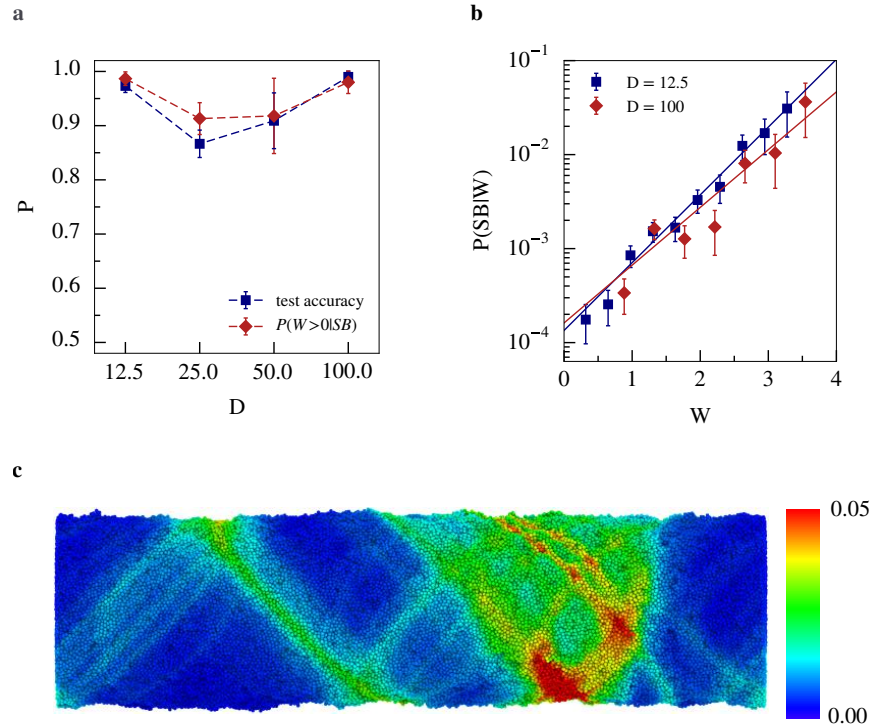 a
1.0
0.9
0.8
0.7
0.6
0.5
P
12.5
25.0
50.0
100.0
D
test accuracy
P(W>0|SB)
b
10⁻¹
10⁻²
10⁻³
10⁻⁴
P(SB|W)
D = 12.5
D = 100
0
1
2
3
4
W
c
0.05
0.00